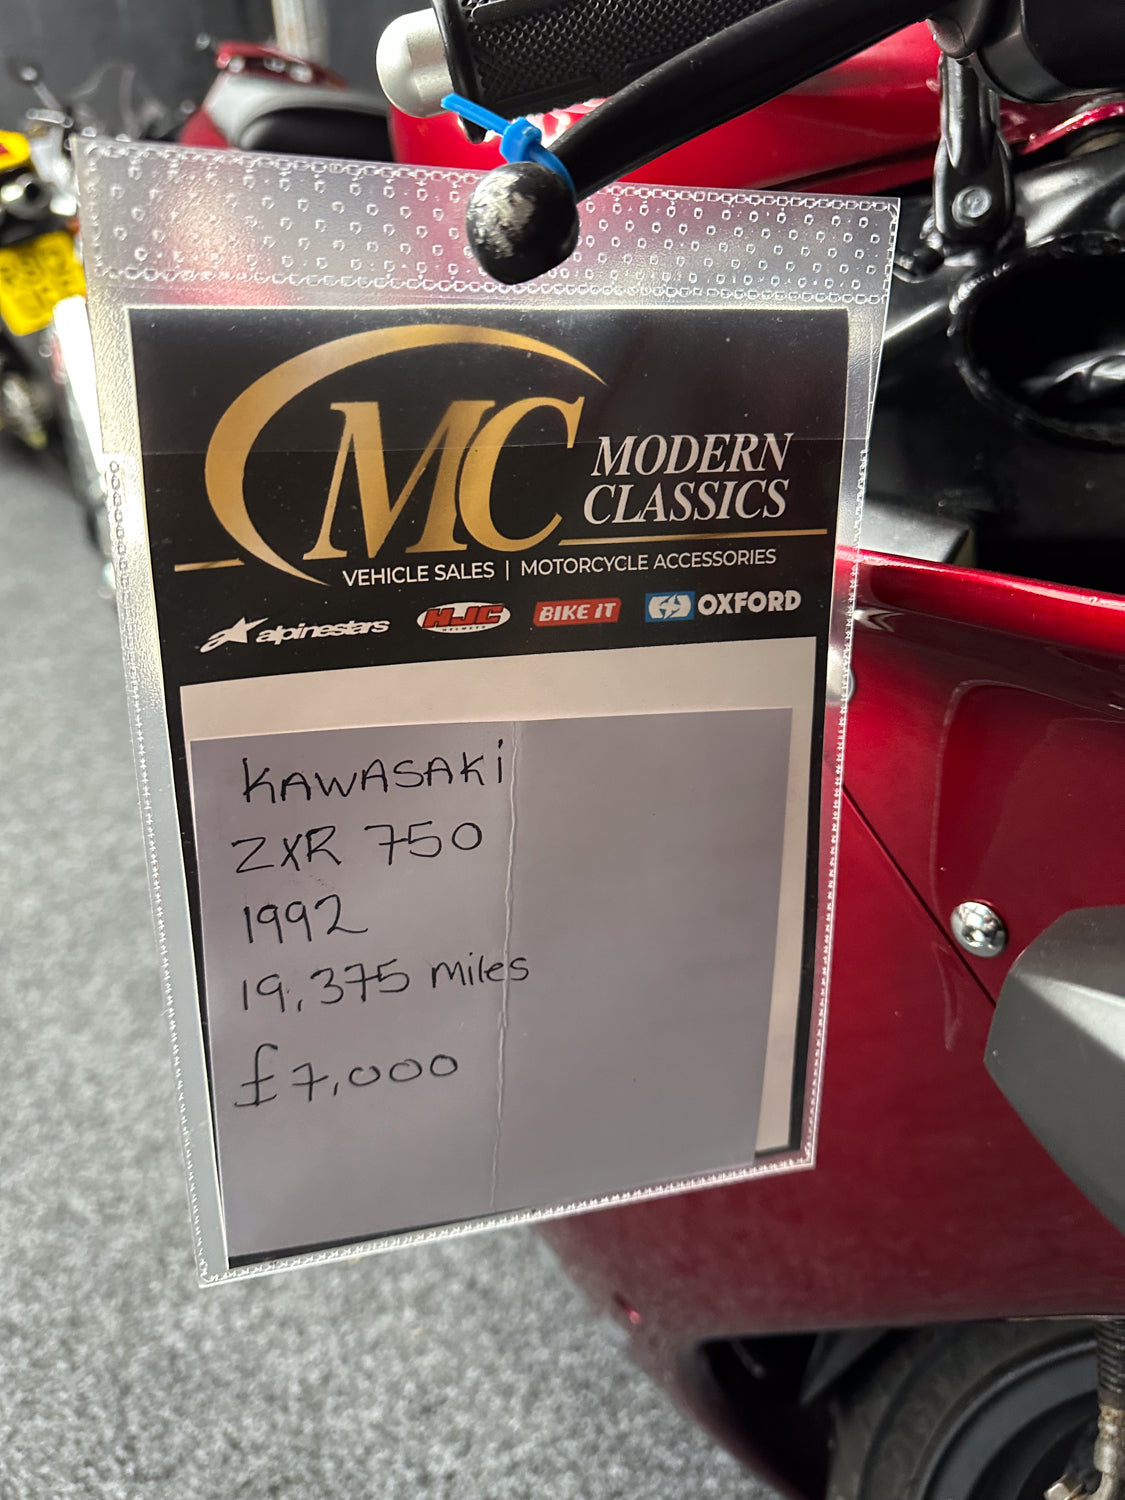 MC
MODERN
CLASSICS
VEHICLE SALES | MOTORCYCLE ACCESSORIES
alpinestars HJC HELMETS BIKE IT OXFORD
KAWASAKi
ZXR 750
1992
19,375 miles
£7,000